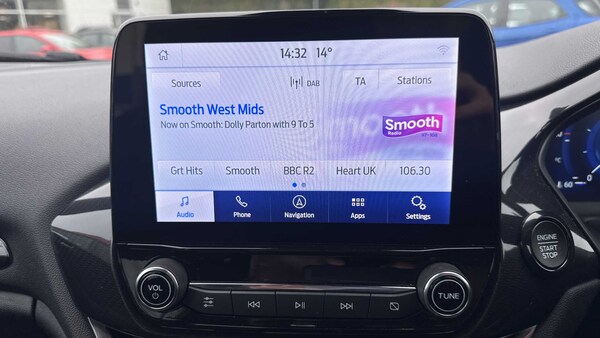 14:32 14°
Sources DAB TA Stations
Smooth West Mids
Now on Smooth: Dolly Parton with 9 To 5
Smooth
Radio
Grt Hits Smooth BBC R2 Heart UK 106.30
Audio Phone Navigation Apps Settings
ENGINE
START
STOP
VOL
TUNE
60